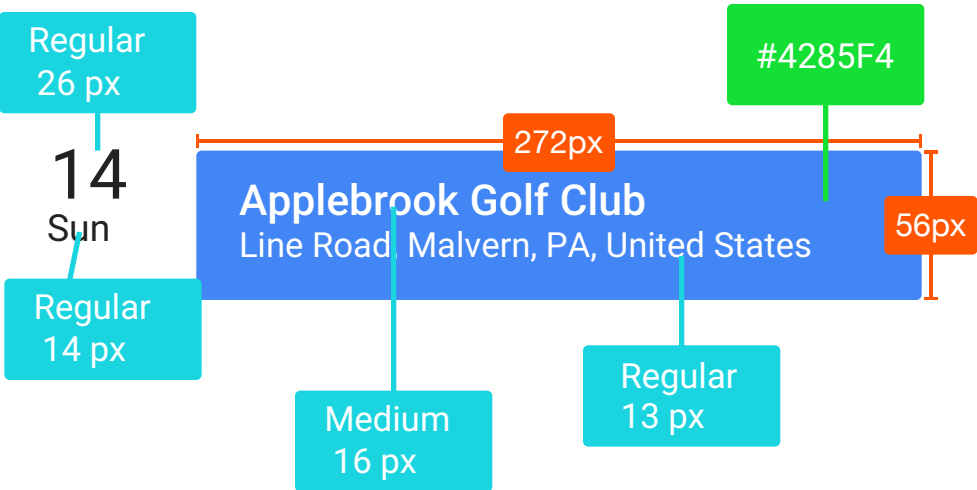 Regular
26 px
#4285F4
272px
14
Sun
Applebrook Golf Club
Line Road, Malvern, PA, United States
56px
Regular
14 px
Medium
16 px
Regular
13 px